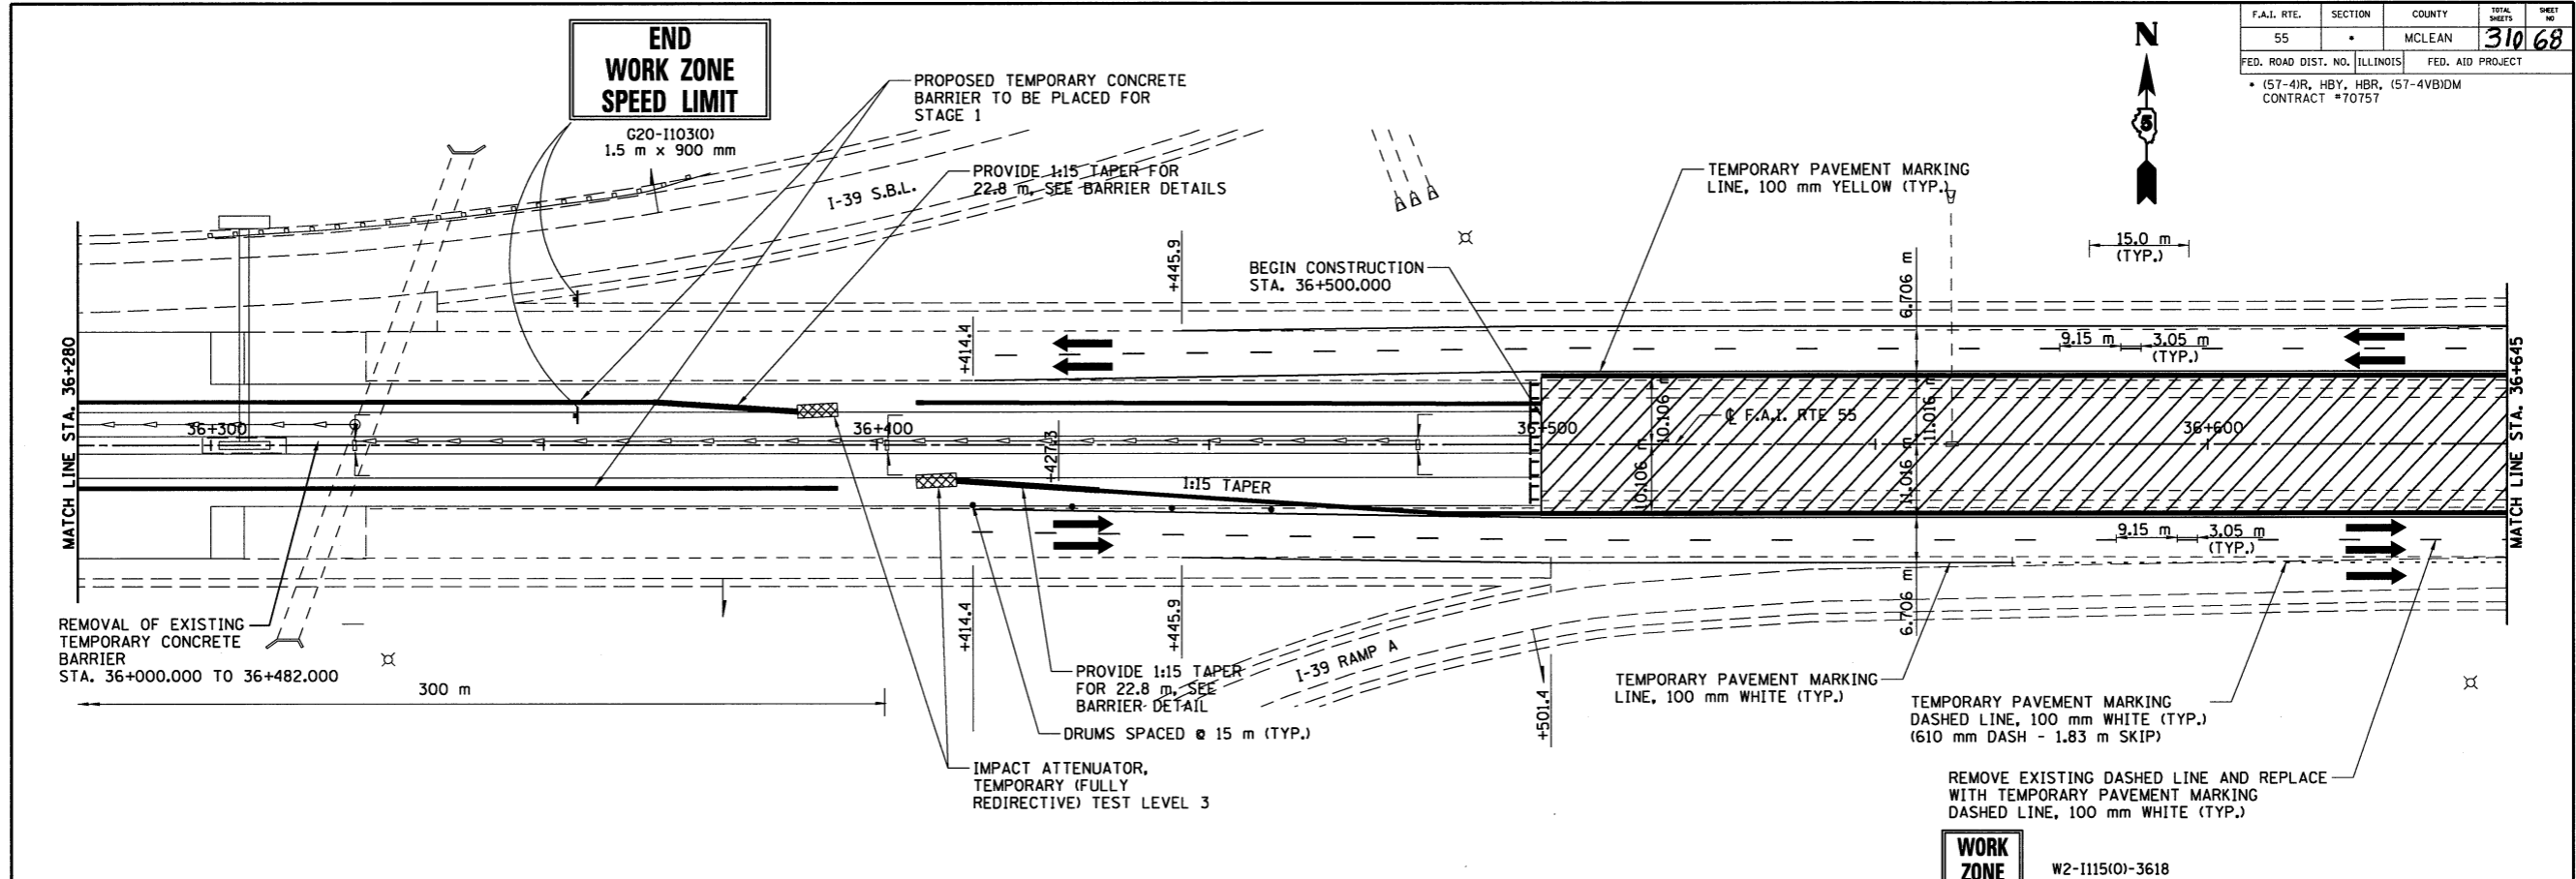 F.A.I. RTE. SECTION COUNTY TOTAL SHEETS SHEET NO
55 • MCLEAN 310 68
FED. ROAD DIST. NO. ILLINOIS FED. AID PROJECT
• (57-4)R, HBY, HBR, (57-4VB)DM
CONTRACT #70757
N
5
END
WORK ZONE
SPEED LIMIT
G20-I103(O)
1.5 m x 900 mm
PROPOSED TEMPORARY CONCRETE
BARRIER TO BE PLACED FOR
STAGE 1
PROVIDE 1:15 TAPER FOR
22.8 m, SEE BARRIER DETAILS
I-39 S.B.L.
TEMPORARY PAVEMENT MARKING
LINE, 100 mm YELLOW (TYP.)
15.0 m
(TYP.)
BEGIN CONSTRUCTION
STA. 36+500.000
+445.9
+414.4
6.706 m
9.15 m
3.05 m
(TYP.)
MATCH LINE STA. 36+280
MATCH LINE STA. 36+645
36+300
36+400
36+500
36+600
℄ F.A.I. RTE 55
10.106 m
11.016 m
+427.3
10.106 m
11.016 m
1:15 TAPER
9.15 m
3.05 m
(TYP.)
6.706 m
REMOVAL OF EXISTING
TEMPORARY CONCRETE
BARRIER
STA. 36+000.000 TO 36+482.000
300 m
+414.4
+445.9
+501.4
I-39 RAMP A
PROVIDE 1:15 TAPER
FOR 22.8 m, SEE
BARRIER DETAIL
DRUMS SPACED @ 15 m (TYP.)
IMPACT ATTENUATOR,
TEMPORARY (FULLY
REDIRECTIVE) TEST LEVEL 3
TEMPORARY PAVEMENT MARKING
LINE, 100 mm WHITE (TYP.)
TEMPORARY PAVEMENT MARKING
DASHED LINE, 100 mm WHITE (TYP.)
(610 mm DASH - 1.83 m SKIP)
REMOVE EXISTING DASHED LINE AND REPLACE
WITH TEMPORARY PAVEMENT MARKING
DASHED LINE, 100 mm WHITE (TYP.)
WORK
ZONE
W2-I115(O)-3618